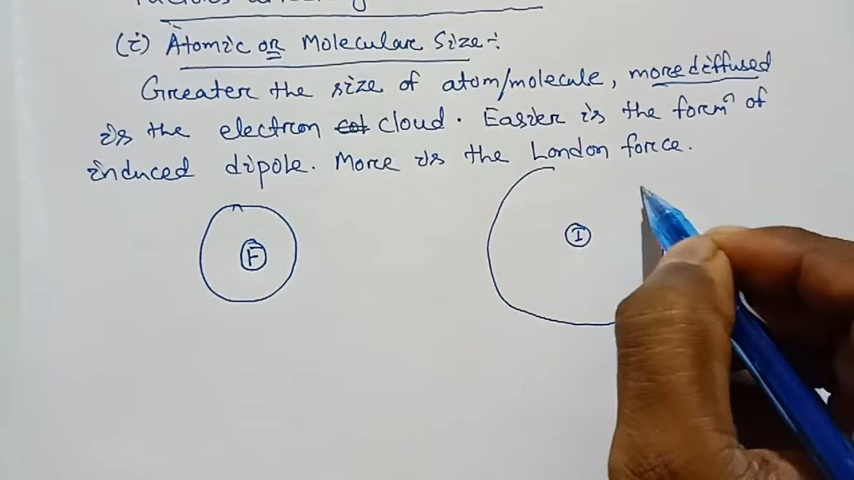 (i) Atomic or Molecular Size÷
Greater the size of atom/molecule, more diffused
is the electron cloud. Easier is the formⁿ of
induced dipole. More is the London force.
F
I